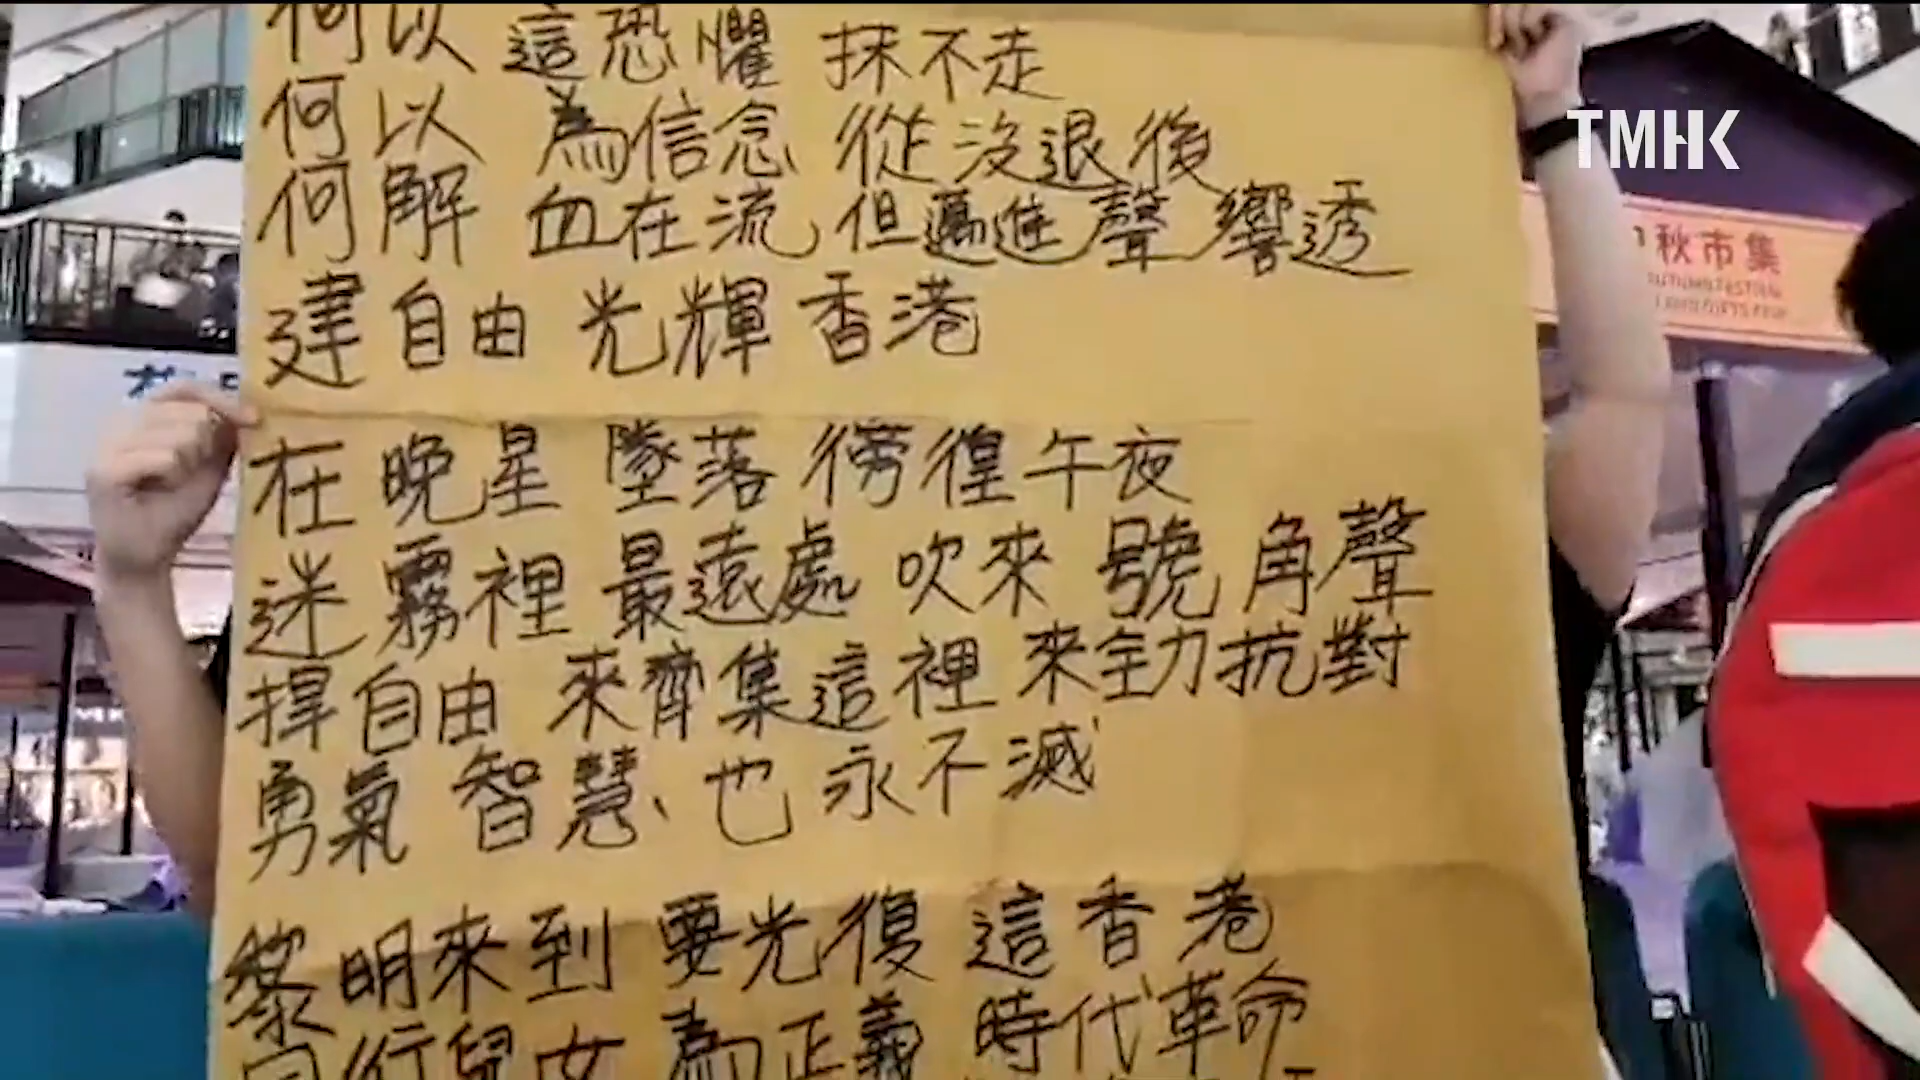 何以 這恐懼 抹不走
何以 為信念 從沒退後
何解 血在流 但邁進聲響透
建自由 光輝香港
在晚星 墜落 徬徨午夜
迷霧裡 最遠處 吹來 號角聲
捍自由 來齊集這裡 來全力抗對
勇氣 智慧、也永不滅
黎明來到 要光復 這香港
同行兒女 為正義 時代革命
TMHK
秋市集